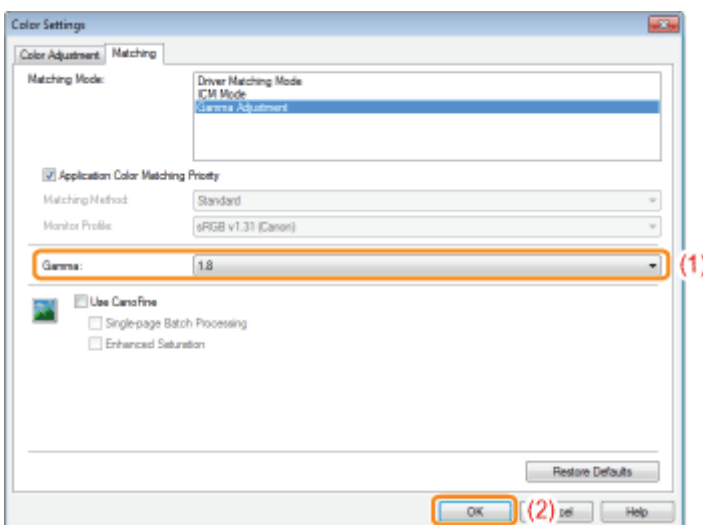 Color Settings
Color Adjustment Matching
Matching Mode: Driver Matching Mode
ICM Mode
Gamma Adjustment
Application Color Matching Priority
Matching Method: Standard
Monitor Profile: sRGB v1.31 (Canon)
Gamma: 1.8 (1)
Use CanoFine
Single-page Batch Processing
Enhanced Saturation
Restore Defaults
OK (2) Help